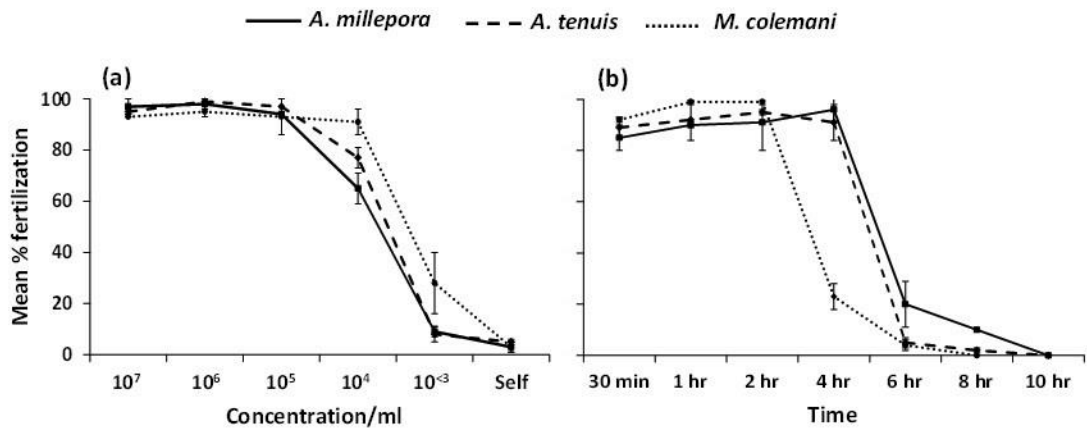 A. millepora A. tenuis M. colemani
(a) (b)
Mean % fertilization
100
80
60
40
20
0
10⁷ 10⁶ 10⁵ 10⁴ 10^<3 Self
Concentration/ml
30 min 1 hr 2 hr 4 hr 6 hr 8 hr 10 hr
Time